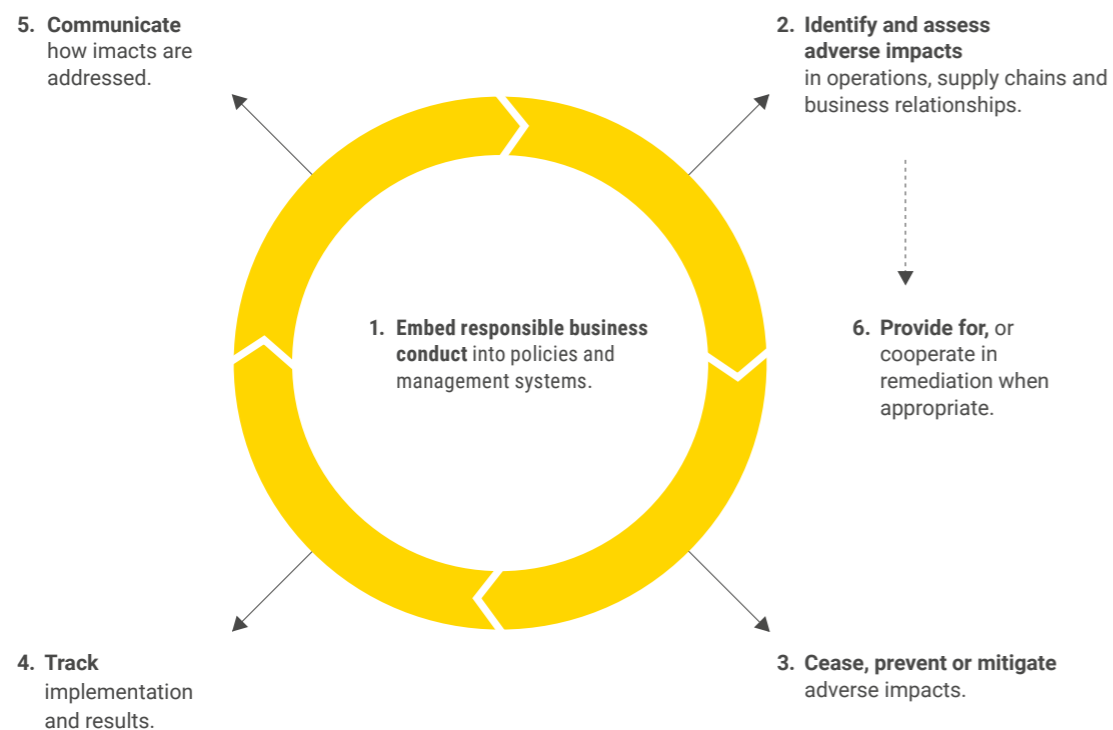 5. Communicate
how imacts are
addressed.
2. Identify and assess
adverse impacts
in operations, supply chains and
business relationships.
1. Embed responsible business
conduct into policies and
management systems.
6. Provide for, or
cooperate in
remediation when
appropriate.
4. Track
implementation
and results.
3. Cease, prevent or mitigate
adverse impacts.